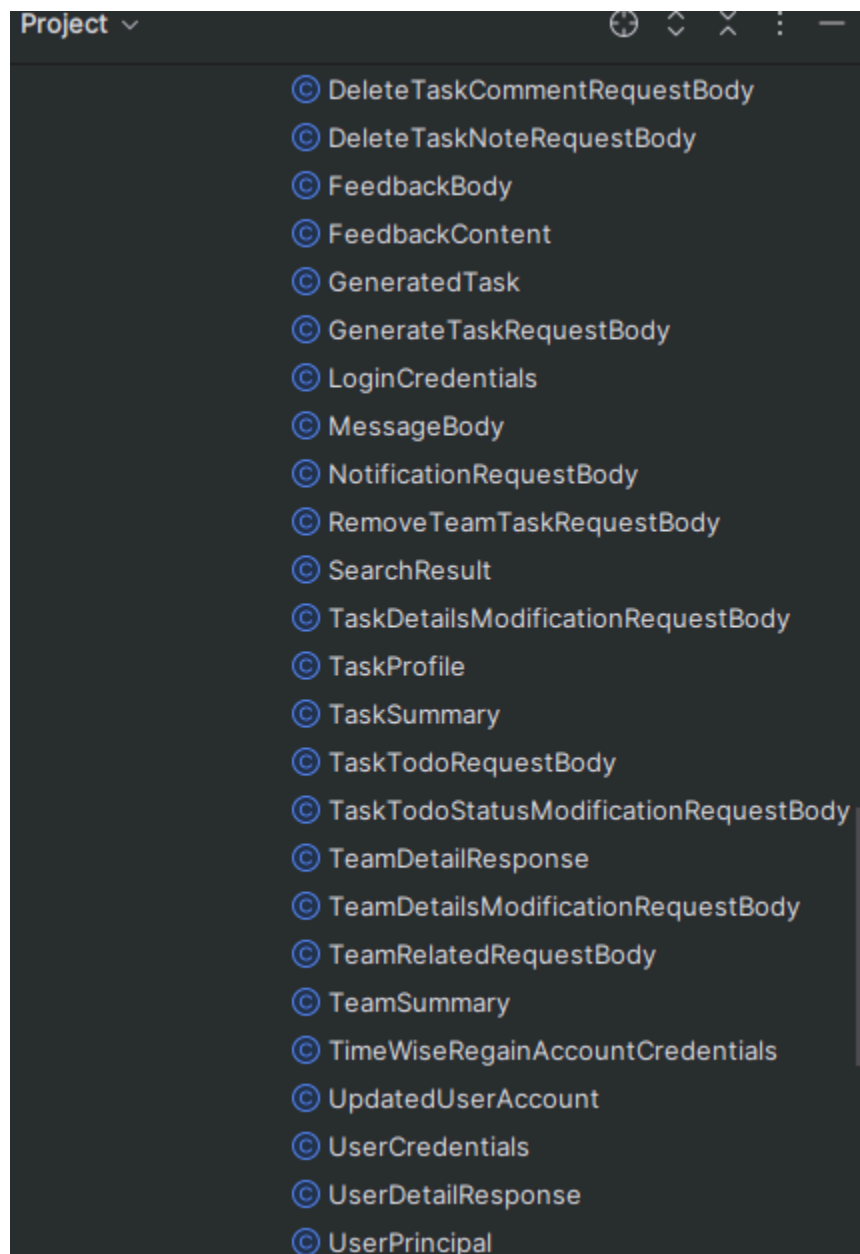 Project
DeleteTaskCommentRequestBody
DeleteTaskNoteRequestBody
FeedbackBody
FeedbackContent
GeneratedTask
GenerateTaskRequestBody
LoginCredentials
MessageBody
NotificationRequestBody
RemoveTeamTaskRequestBody
SearchResult
TaskDetailsModificationRequestBody
TaskProfile
TaskSummary
TaskTodoRequestBody
TaskTodoStatusModificationRequestBody
TeamDetailResponse
TeamDetailsModificationRequestBody
TeamRelatedRequestBody
TeamSummary
TimeWiseRegainAccountCredentials
UpdatedUserAccount
UserCredentials
UserDetailResponse
UserPrincipal